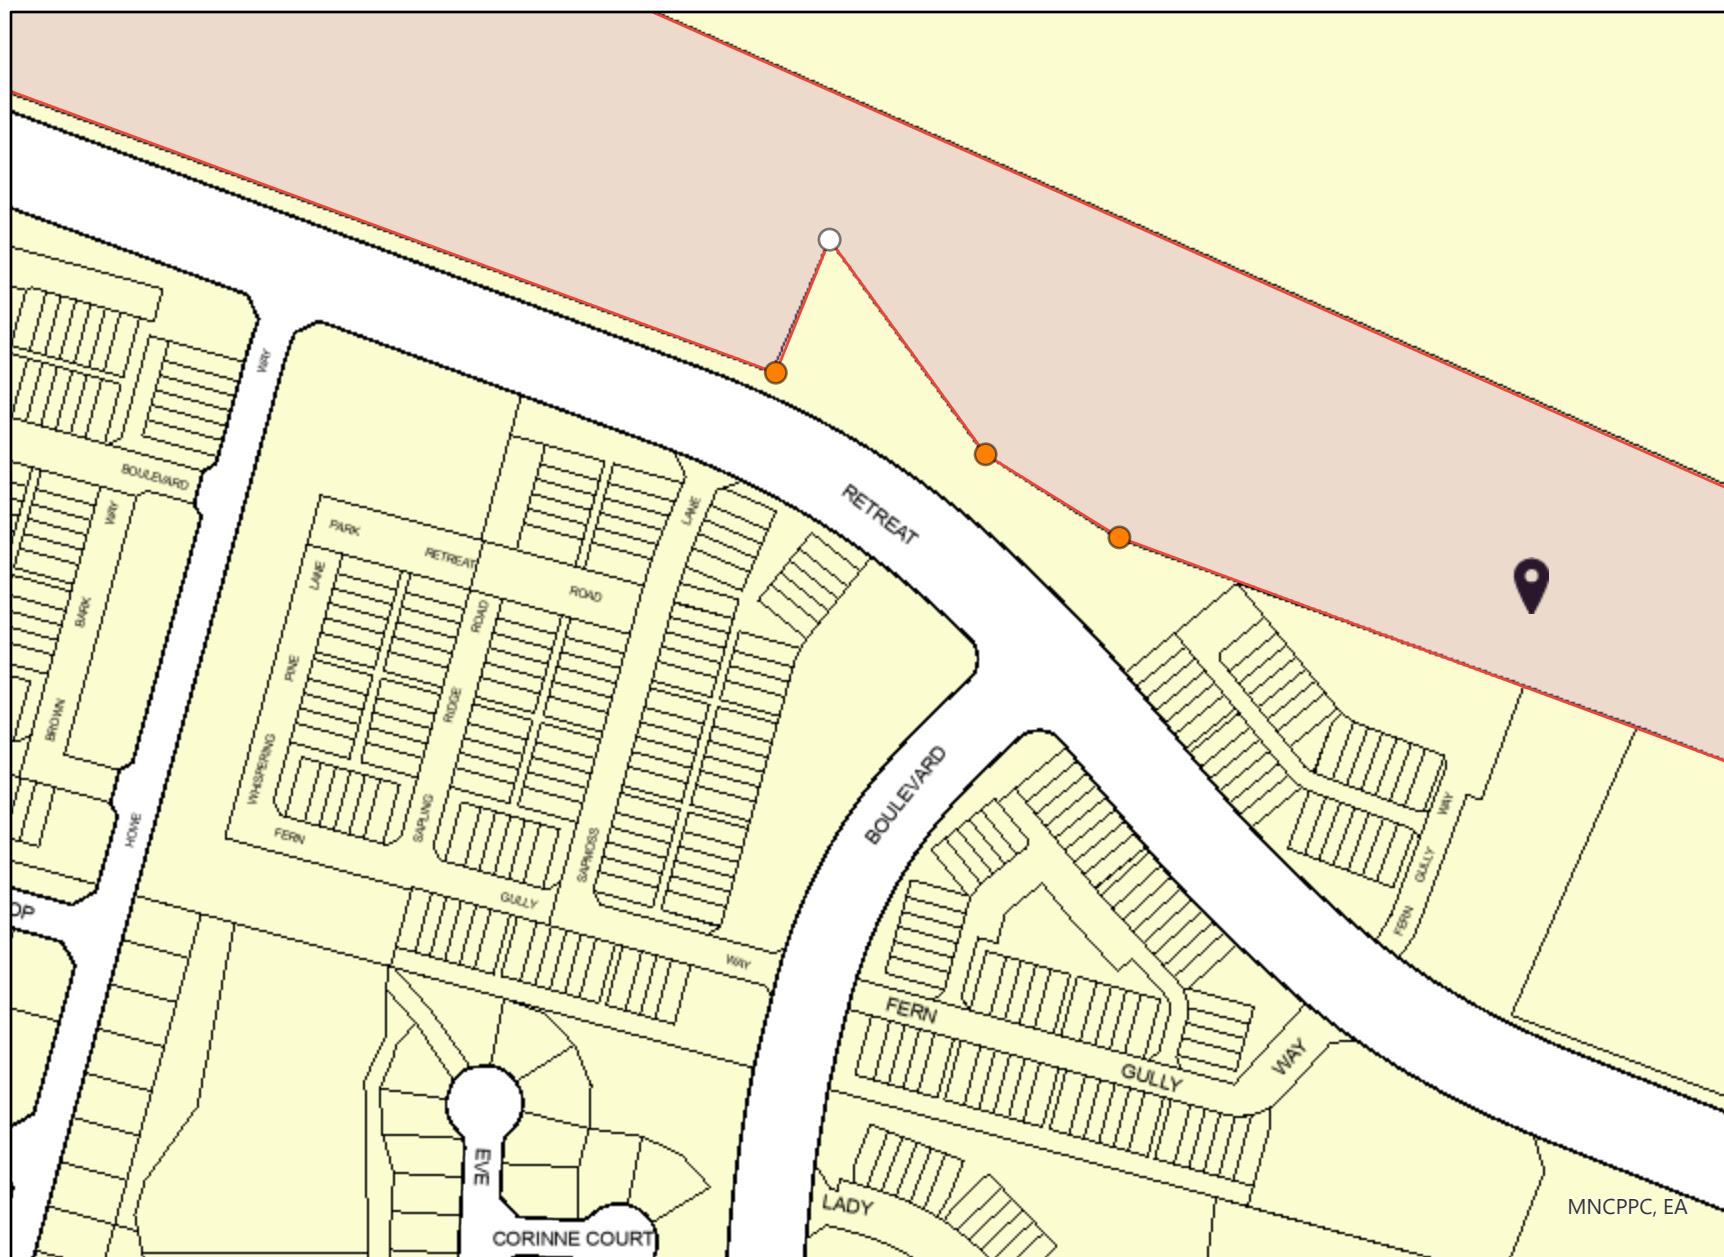 WAY
BOULEVARD
WAY
LANE
RETREAT
PARK
RETREAT
ROAD
LANE
ROAD
BARK
PINE
RIDGE
BROWN
WHISPERING
BOULEVARD
SAPLING
HOWE
FERN
SAPMOSS
WAY
GULLY
GULLY
FERN
OP
WAY
FERN
WAY
GULLY
EVE
LADY
MNCPPC, EA
CORINNE COURT